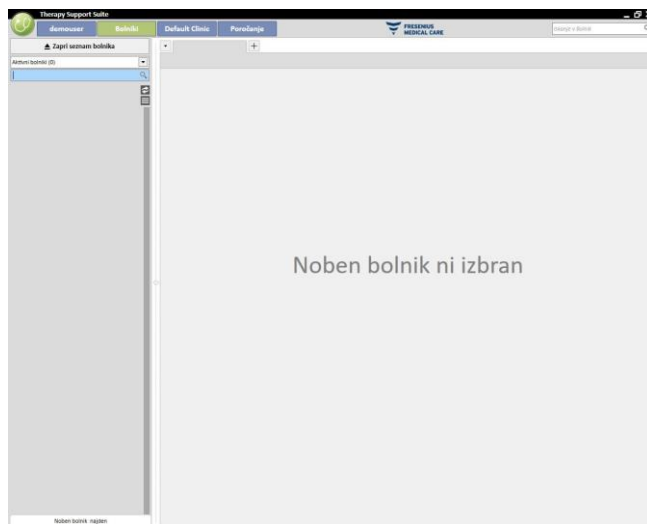 Therapy Support Suite
demouser
Bolniki
Default Clinic
Poročanje
FRESENIUS
MEDICAL CARE
Zapri seznam bolnika
Aktivni bolniki (0)
+
Noben bolnik ni izbran
Noben bolnik najden